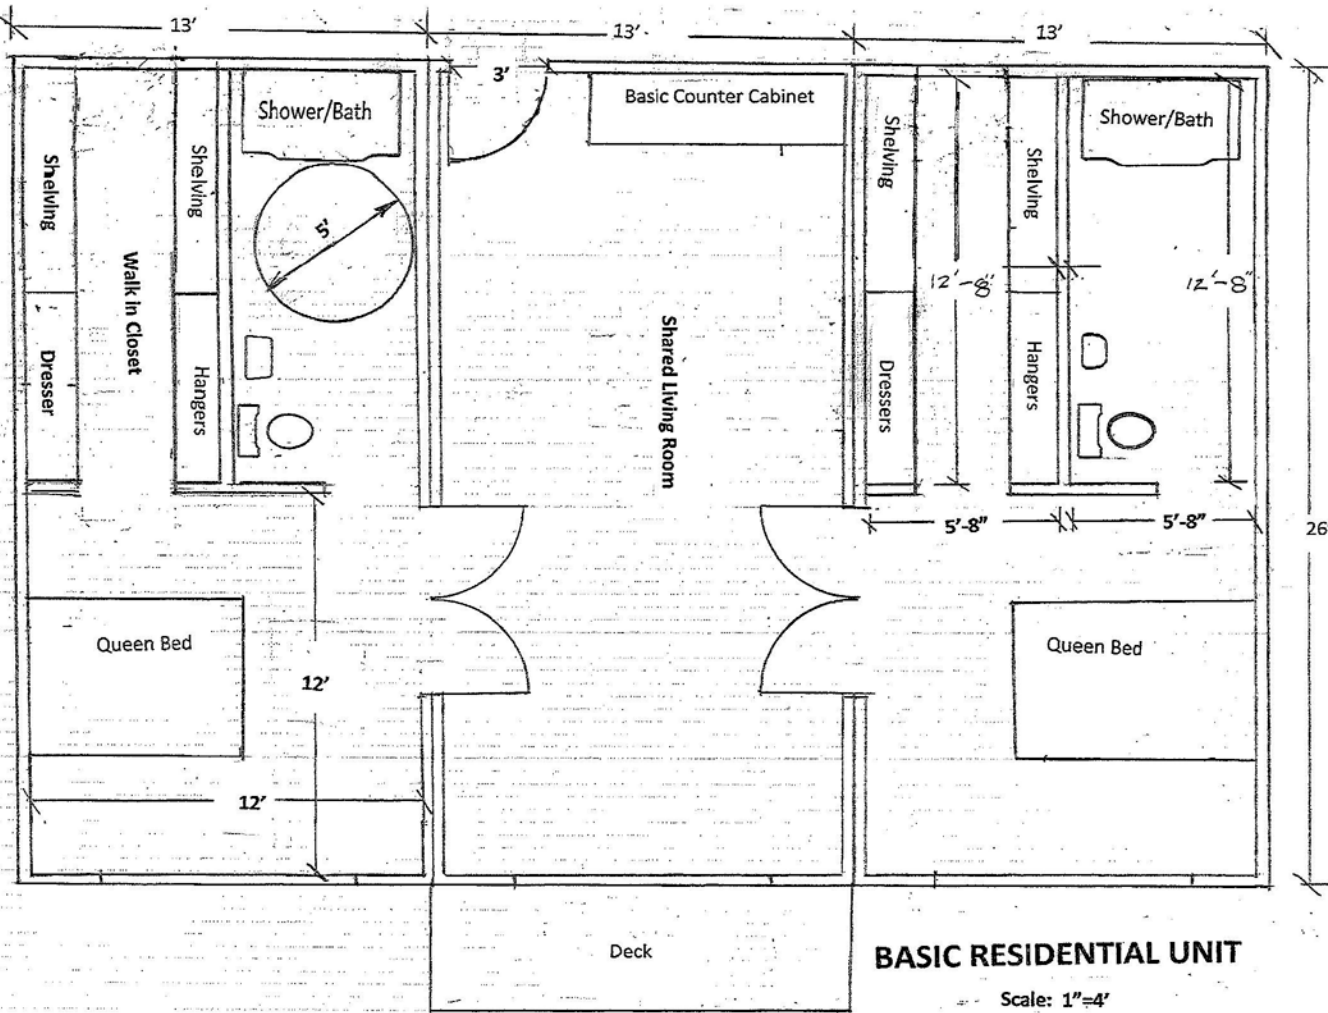 13'
13'
13'
3'
Shower/Bath
Basic Counter Cabinet
Shower/Bath
Shelving
Shelving
Shelving
Shelving
5'
Walk in Closet
12'-8"
12'-8"
Shared Living Room
Dresser
Hangers
Dressers
Hangers
5'-8"
5'-8"
26
Queen Bed
Queen Bed
12'
12'
Deck
BASIC RESIDENTIAL UNIT
Scale: 1"=4'